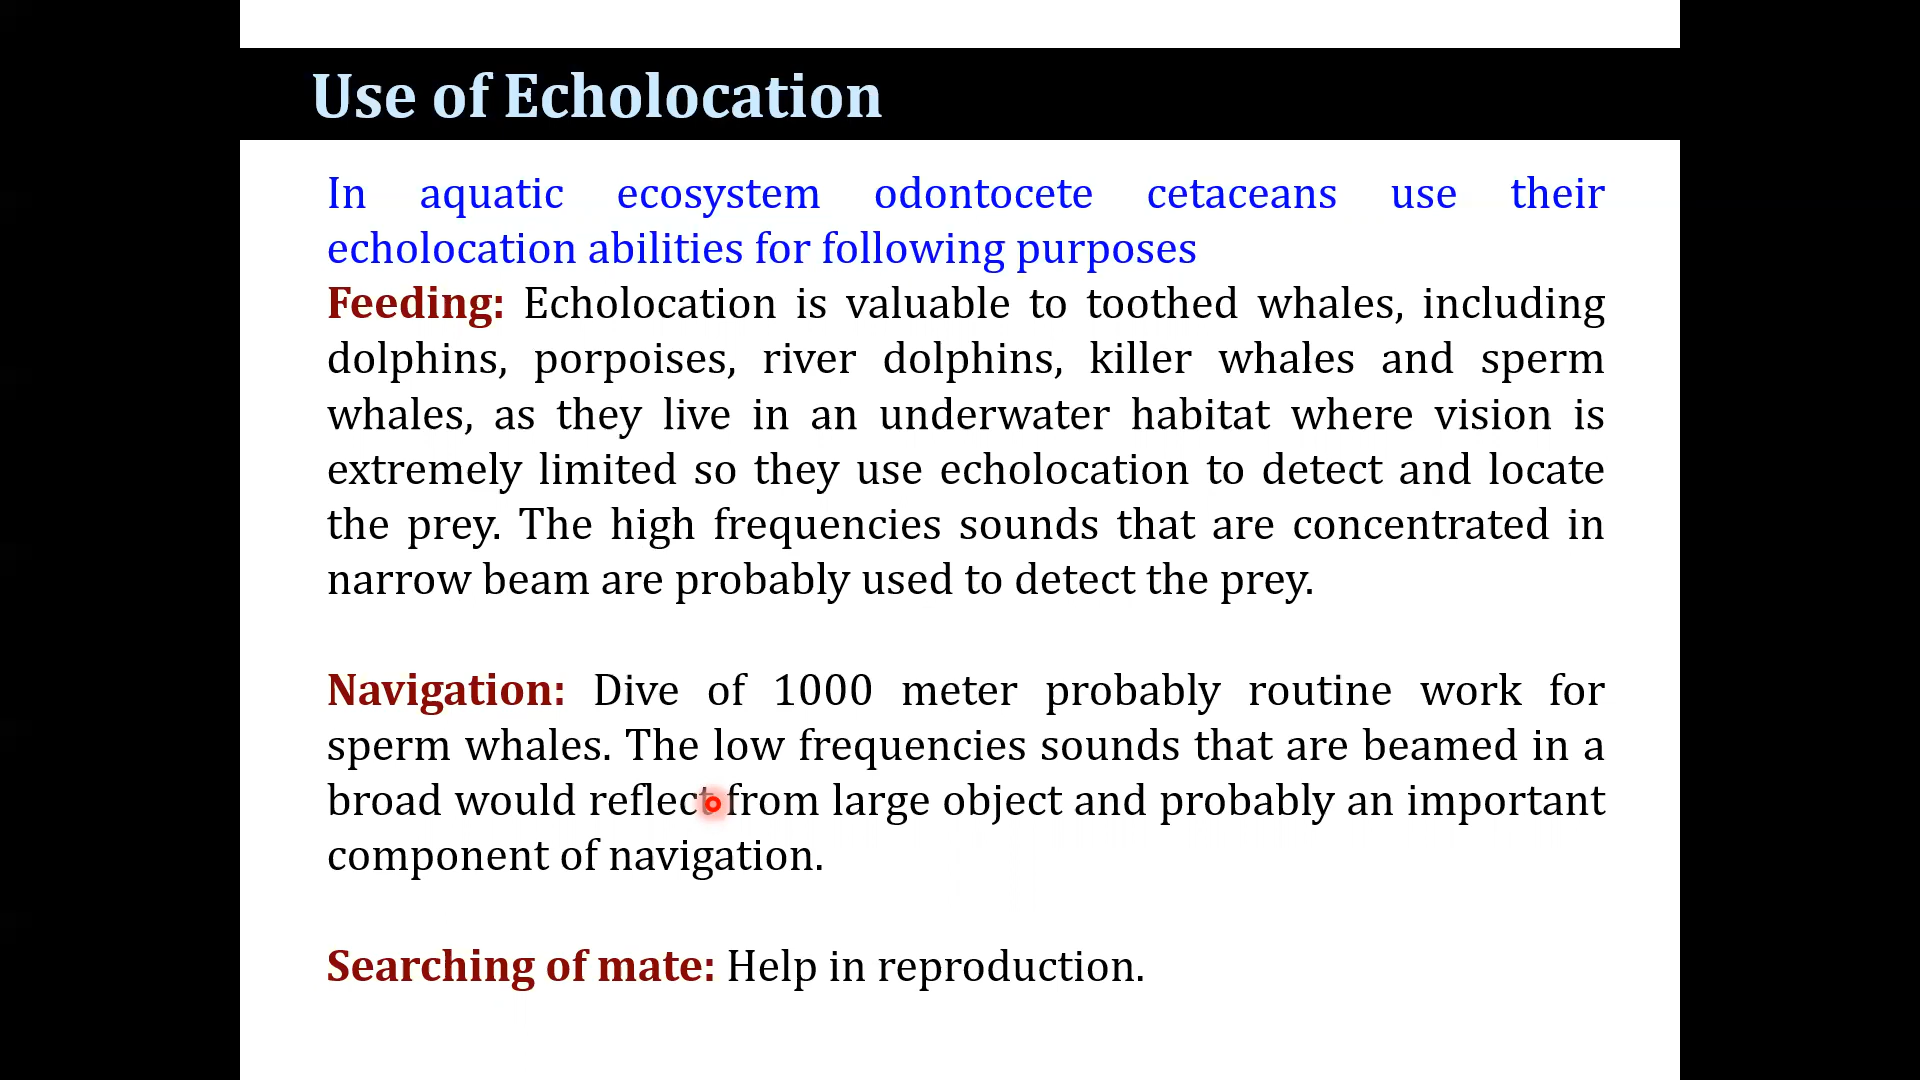 Use of Echolocation
In aquatic ecosystem odontocete cetaceans use their
echolocation abilities for following purposes
Feeding: Echolocation is valuable to toothed whales, including
dolphins, porpoises, river dolphins, killer whales and sperm
whales, as they live in an underwater habitat where vision is
extremely limited so they use echolocation to detect and locate
the prey. The high frequencies sounds that are concentrated in
narrow beam are probably used to detect the prey.
Navigation: Dive of 1000 meter probably routine work for
sperm whales. The low frequencies sounds that are beamed in a
broad would reflect from large object and probably an important
component of navigation.
Searching of mate: Help in reproduction.